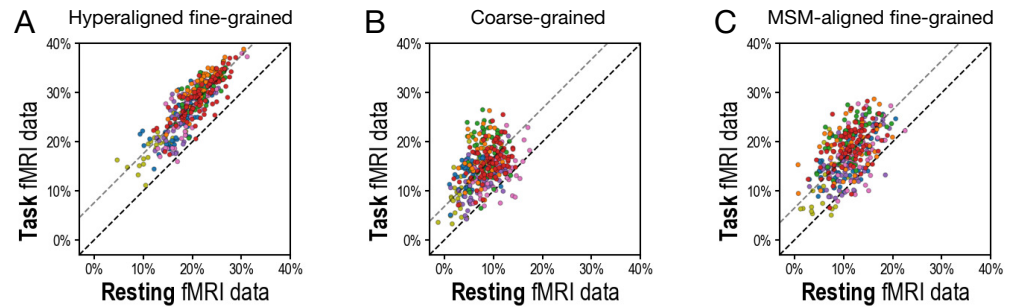 A Hyperaligned fine-grained
40%
30%
20%
10%
0%
Task fMRI data
0% 10% 20% 30% 40%
Resting fMRI data
B Coarse-grained
40%
30%
20%
10%
0%
Task fMRI data
0% 10% 20% 30% 40%
Resting fMRI data
C MSM-aligned fine-grained
40%
30%
20%
10%
0%
Task fMRI data
0% 10% 20% 30% 40%
Resting fMRI data